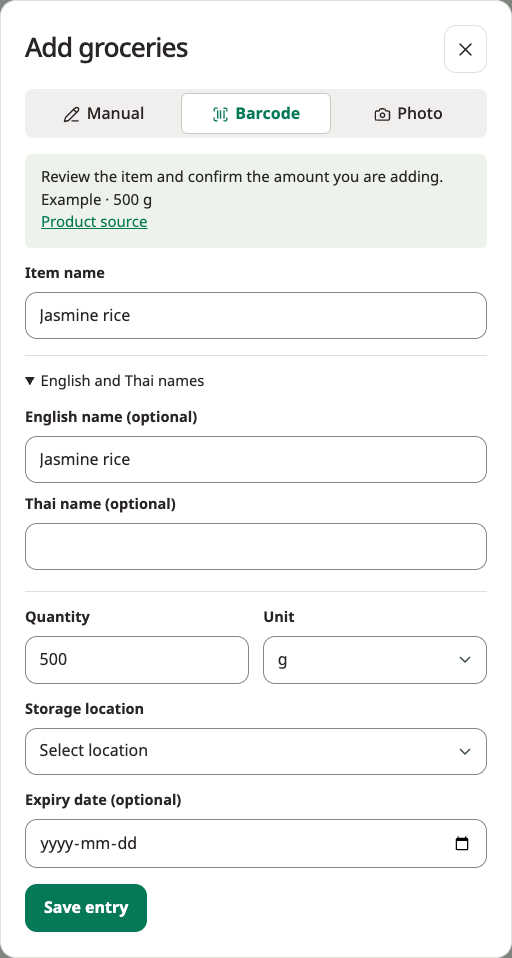 Add groceries
Manual
Barcode
Photo
Review the item and confirm the amount you are adding.
Example · 500 g
Product source
Item name
Jasmine rice
English and Thai names
English name (optional)
Jasmine rice
Thai name (optional)
Quantity
Unit
500
g
Storage location
Select location
Expiry date (optional)
yyyy-mm-dd
Save entry